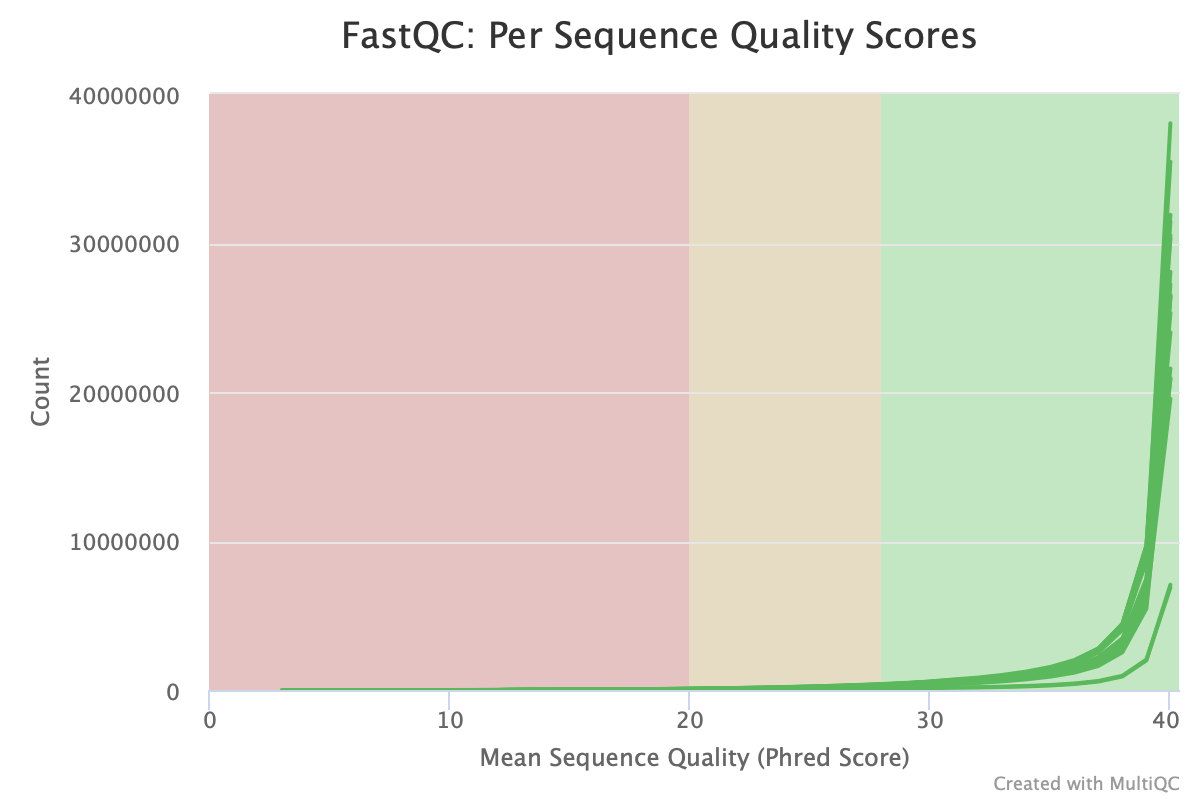 FastQC: Per Sequence Quality Scores
40000000
30000000
20000000
10000000
0
Count
0 10 20 30 40
Mean Sequence Quality (Phred Score)
Created with MultiQC